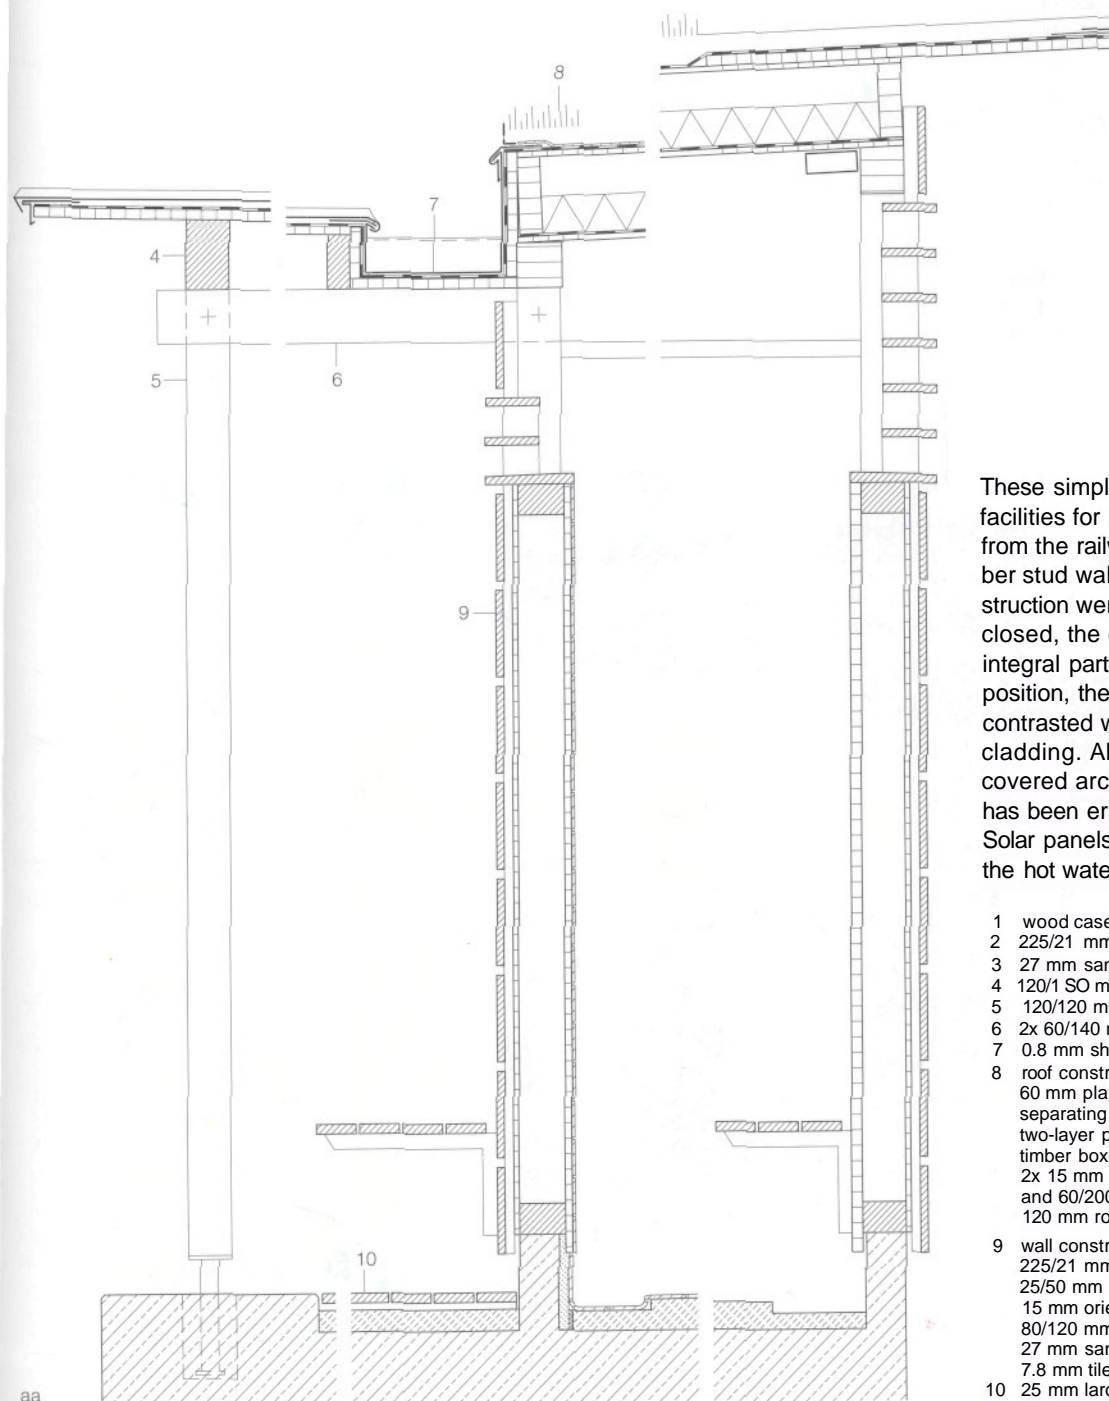 8
7
4
5
6
9
10
aa
These simpl
facilities for
from the rail
ber stud wal
struction wer
closed, the
integral part
position, the
contrasted w
cladding. Al
covered arc
has been er
Solar panels
the hot wate
1 wood case
2 225/21 mm
3 27 mm sar
4 120/1 SO m
5 120/120 m
6 2x 60/140
7 0.8 mm sh
8 roof constr
60 mm pla
separating
two-layer p
timber box
2x 15 mm
and 60/200
120 mm ro
9 wall constr
225/21 mm
25/50 mm
15 mm orie
80/120 mm
27 mm sar
7.8 mm tile
10 25 mm larc